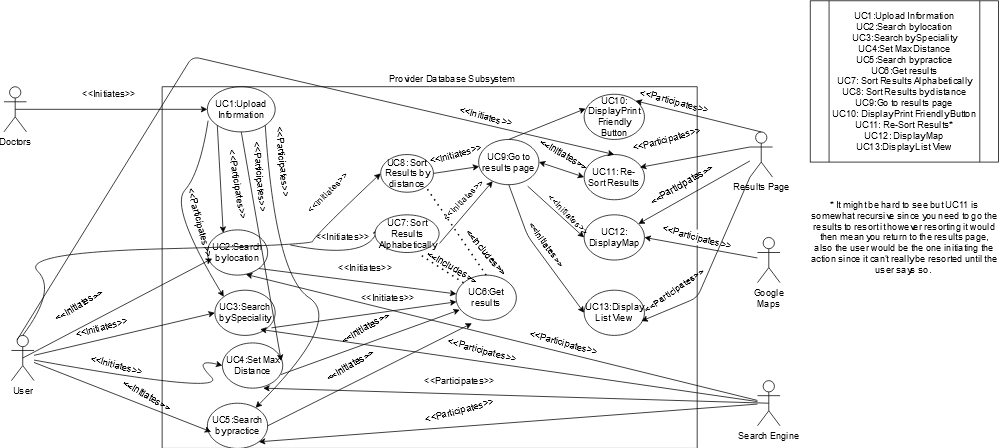 UC1:Upload Information
UC2:Search bylocation
UC3:Search bySpeciality
UC4:Set Max Distance
UC5:Search bypractice
UC6:Get results
UC7: Sort Results Alphabetically
UC8: Sort Results bydistance
UC9:Go to results page
UC10: DisplayPrint FriendlyButton
UC11: Re-Sort Results*
UC12: DisplayMap
UC13:DisplayList View
Provider Database Subsystem
<<Initiates>>
Doctors
UC1:Upload
Information
<<Participates>>
<<Participates>>
<<Participates>>
<<Participates>>
UC10:
DisplayPrint
Friendly
Button
<<Participates>>
<<Initiates>>
<<Participates>>
Results Page
UC8: Sort
Results by
distance
<<Initiates>>
UC9:Go to
results page
<<Initiates>>
UC11: Re-
Sort Results
<<Participates>>
<<Initiates>>
<<Initiates>>
<<Initiates>>
UC7: Sort
Results
Alphabetically
<<Initiates>>
<<Initiates>>
UC12:
DisplayMap
<<Participates>>
Google
Maps
* It might be hard to see but UC11 is
somewhat recursive since you need to go the
results to resort it however resorting it would
then mean you return to the results page,
also the user would be the one initiating the
action since it can't reallybe resorted until the
user says so.
UC2:Search
bylocation
<<Includes>>
<<Includes>>
<<Initiates>>
<<Initiates>>
UC6:Get
results
UC13:Display
List View
<<Participates>>
<<Initiates>>
UC3:Search
bySpeciality
<<Initiates>>
<<Initiates>>
<<Participates>>
<<Participates>>
User
<<Initiates>>
UC4:Set Max
Distance
<<Initiates>>
<<Participates>>
<<Initiates>>
UC5:Search
bypractice
<<Participates>>
Search Engine